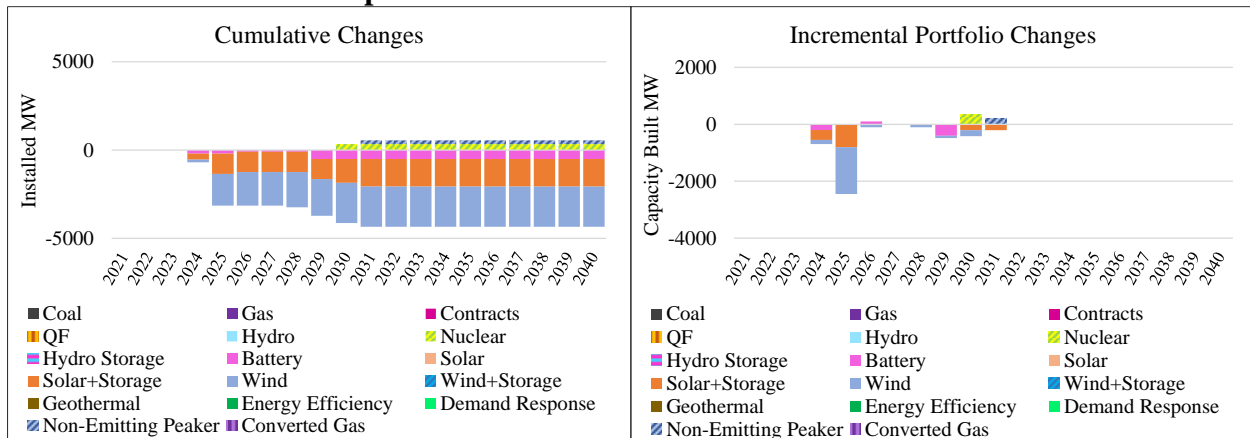 Cumulative Changes
5000
0
-5000
Installed MW
2021 2022 2023 2024 2025 2026 2027 2028 2029 2030 2031 2032 2033 2034 2035 2036 2037 2038 2039 2040
Coal Gas Contracts
QF Hydro Nuclear
Hydro Storage Battery Solar
Solar+Storage Wind Wind+Storage
Geothermal Energy Efficiency Demand Response
Non-Emitting Peaker Converted Gas
Incremental Portfolio Changes
2000
0
-2000
-4000
Capacity Built MW
2021 2022 2023 2024 2025 2026 2027 2028 2029 2030 2031 2032 2033 2034 2035 2036 2037 2038 2039 2040
Coal Gas Contracts
QF Hydro Nuclear
Hydro Storage Battery Solar
Solar+Storage Wind Wind+Storage
Geothermal Energy Efficiency Demand Response
Non-Emitting Peaker Converted Gas